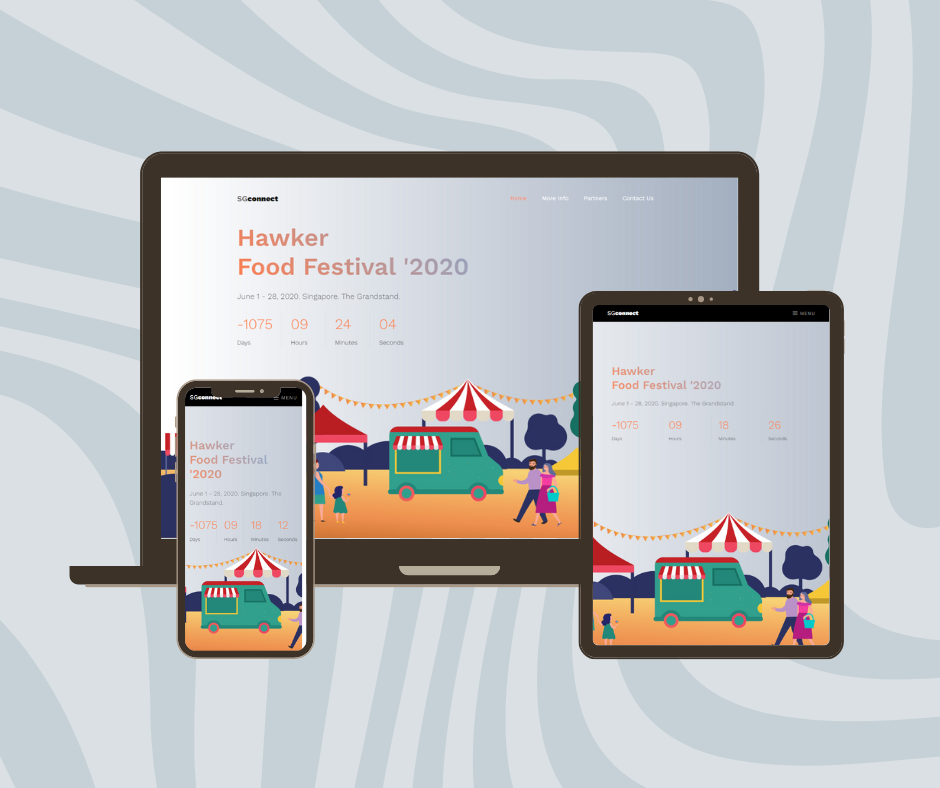 SGconnect
Home More Info Partners Contact Us
Hawker
Food Festival '2020
June 1 - 28, 2020. Singapore. The Grandstand.
-1075 09 24 04
Days Hours Minutes Seconds
SGconnect
MENU
Hawker
Food Festival
'2020
June 1 - 28, 2020. Singapore. The
Grandstand.
-1075 09 18 12
Days Hours Minutes Seconds
SGconnect
MENU
Hawker
Food Festival '2020
June 1 - 28, 2020. Singapore. The Grandstand.
-1075 09 18 26
Days Hours Minutes Seconds